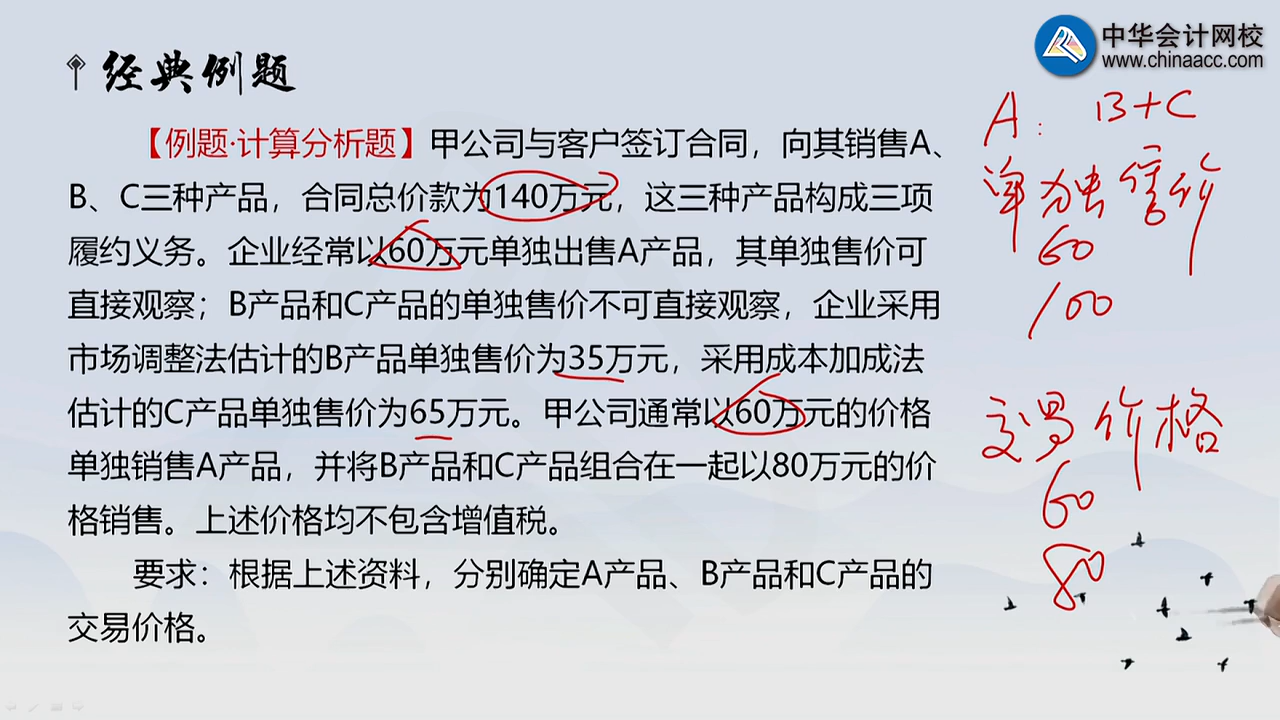 中华会计网校
www.chinaacc.com
经典例题
【例题·计算分析题】甲公司与客户签订合同，向其销售A、
B、C三种产品，合同总价款为140万元，这三种产品构成三项
履约义务。企业经常以60万元单独出售A产品，其单独售价可
直接观察；B产品和C产品的单独售价不可直接观察，企业采用
市场调整法估计的B产品单独售价为35万元，采用成本加成法
估计的C产品单独售价为65万元。甲公司通常以60万元的价格
单独销售A产品，并将B产品和C产品组合在一起以80万元的价
格销售。上述价格均不包含增值税。
要求：根据上述资料，分别确定A产品、B产品和C产品的
交易价格。
A： B+C
单独售价
60
100
交易价格
60
80